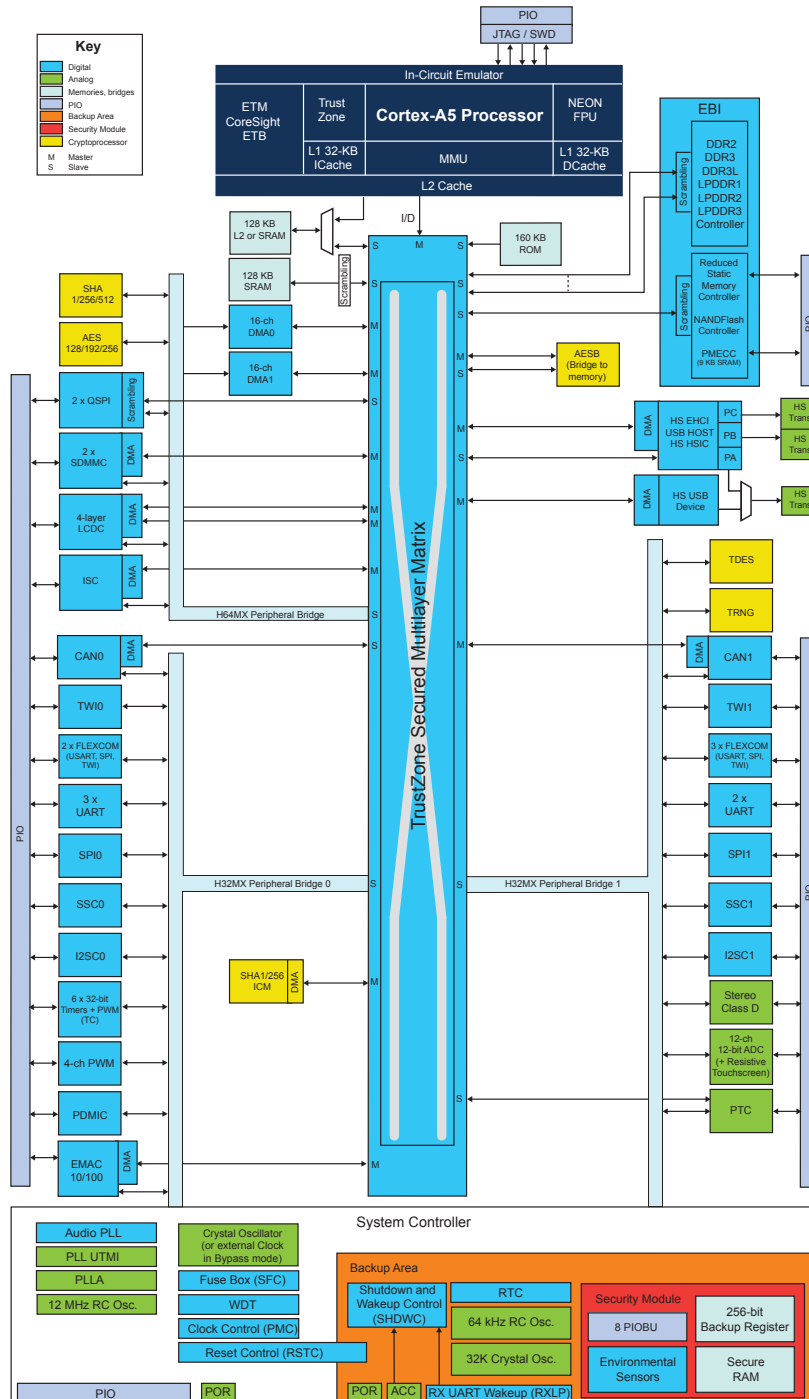 PIO
JTAG / SWD
Key
Digital
Analog
Memories, bridges
PIO
Backup Area
Security Module
Cryptoprocessor
M Master
S Slave
In-Circuit Emulator
ETM
CoreSight
ETB
Trust
Zone
Cortex-A5 Processor
NEON
FPU
L1 32-KB
ICache
MMU
L1 32-KB
DCache
L2 Cache
I/D
EBI
Scrambling
DDR2
DDR3
DDR3L
LPDDR1
LPDDR2
LPDDR3
Controller
Scrambling
Reduced
Static
Memory
Controller
NANDFlash
Controller
PMECC
(9 KB SRAM)
PIO
128 KB
L2 or SRAM
128 KB
SRAM
Scrambling
S
M
S
160 KB
ROM
S
S
S
S
SHA
1/256/512
AES
128/192/256
16-ch
DMA0
M
16-ch
DMA1
M
M
S
AESB
(Bridge to
memory)
PIO
2 x QSPI
Scrambling
S
2 x
SDMMC
DMA
M
4-layer
LCDC
DMA
M
M
ISC
DMA
M
H64MX Peripheral Bridge
S
M
S
DMA
HS EHCI
USB HOST
HS HSIC
PC
PB
PA
HS
Trans
HS
Trans
M
DMA
HS USB
Device
HS
Trans
TrustZone Secured Multilayer Matrix
TDES
TRNG
CAN0
DMA
S
M
DMA
CAN1
TWI0
TWI1
2 x FLEXCOM
(USART, SPI,
TWI)
3 x FLEXCOM
(USART, SPI,
TWI)
3 x
UART
2 x
UART
PIO
SPI0
SPI1
PIO
H32MX Peripheral Bridge 0
S
S
H32MX Peripheral Bridge 1
SSC0
SSC1
I2SC0
I2SC1
SHA1/256
ICM
DMA
M
6 x 32-bit
Timers + PWM
(TC)
Stereo
Class D
4-ch PWM
12-ch
12-bit ADC
(+ Resistive
Touchscreen)
PDMIC
S
PTC
EMAC
10/100
DMA
M
System Controller
Audio PLL
PLL UTMI
PLLA
12 MHz RC Osc.
Crystal Oscillator
(or external Clock
in Bypass mode)
Fuse Box (SFC)
WDT
Clock Control (PMC)
Reset Control (RSTC)
Backup Area
Shutdown and
Wakeup Control
(SHDWC)
RTC
64 kHz RC Osc.
32K Crystal Osc.
Security Module
8 PIOBU
256-bit
Backup Register
Environmental
Sensors
Secure
RAM
PIO
POR
POR
ACC
RX UART Wakeup (RXLP)